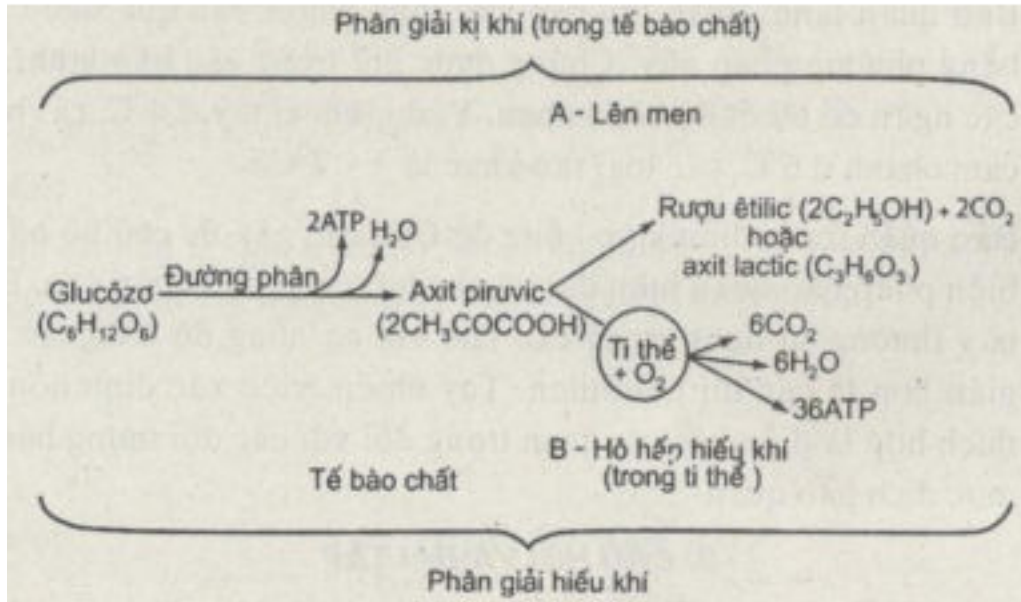 Phân giải kị khí (trong tế bào chất)
A - Lên men
2ATP H₂O
Rượu êtilic (2C₂H₅OH) + 2CO₂
hoặc
axit lactic (C₃H₆O₃)
Đường phân
Glucôzơ
(C₆H₁₂O₆)
Axit piruvic
(2CH₃COCOOH)
Ti thể
+ O₂
6CO₂
6H₂O
36ATP
B - Hô hấp hiếu khí
(trong ti thể)
Tế bào chất
Phân giải hiếu khí